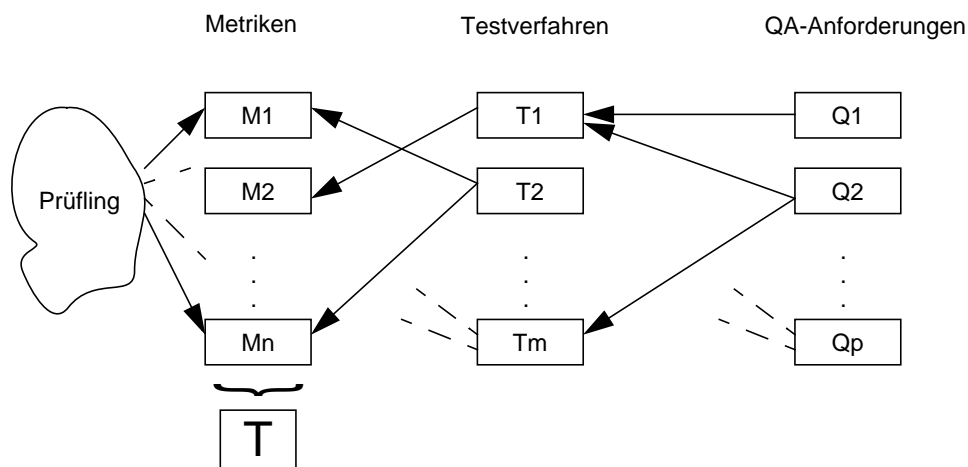 Metriken Testverfahren QA-Anforderungen
M1 T1 Q1
M2 T2 Q2
Prüfling
. . .
. . .
. . .
Mn Tm Qp
T